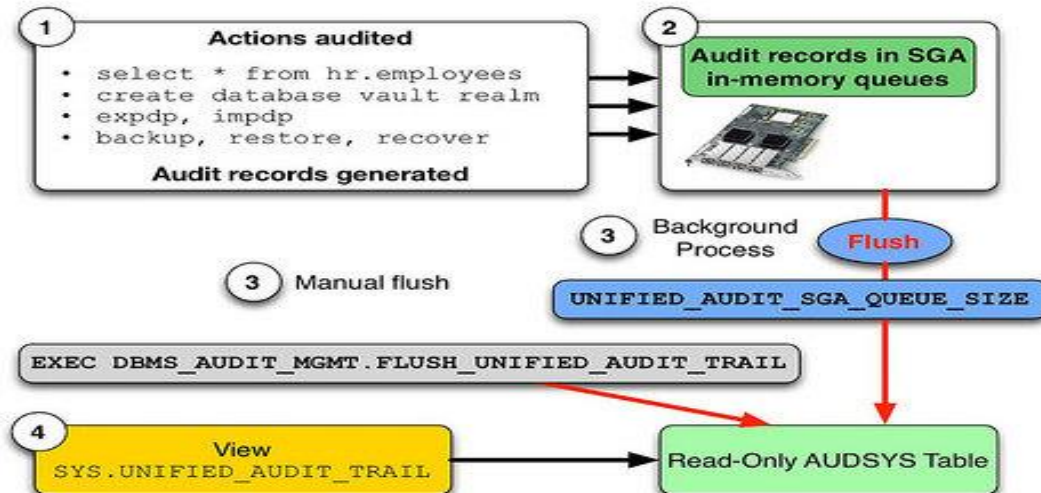 1
Actions audited
• select * from hr.employees
• create database vault realm
• expdp, impdp
• backup, restore, recover
Audit records generated
2
Audit records in SGA
in-memory queues
3
Background
Process
Flush
3
Manual flush
UNIFIED_AUDIT_SGA_QUEUE_SIZE
EXEC DBMS_AUDIT_MGMT.FLUSH_UNIFIED_AUDIT_TRAIL
4
View
SYS.UNIFIED_AUDIT_TRAIL
Read-Only AUDSYS Table